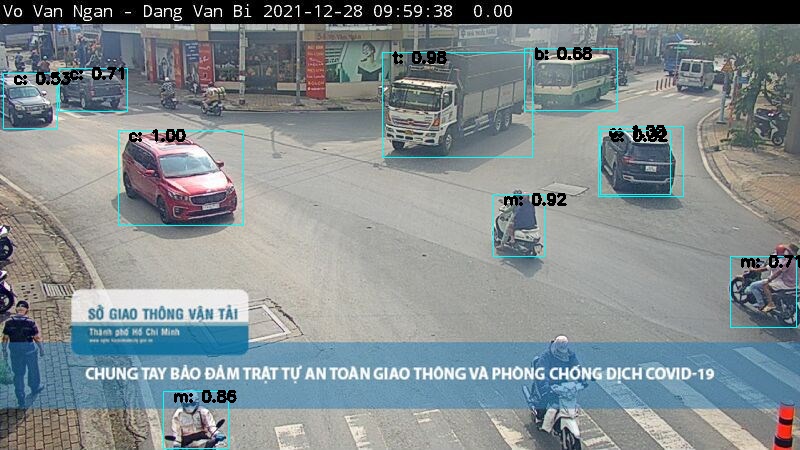 Vo Van Ngan - Dang Van Bi 2021-12-28 09:59:38 0.00
t: 0.98
b: 0.68
c: 0.53
c: 0.71
c: 1.00
m: 0.92
m: 0.71
SỞ GIAO THÔNG VẬN TẢI
Thành phố Hồ Chí Minh
CHUNG TAY BẢO ĐẢM TRẬT TỰ AN TOÀN GIAO THÔNG VÀ PHÒNG CHỐNG DỊCH COVID-19
m: 0.86